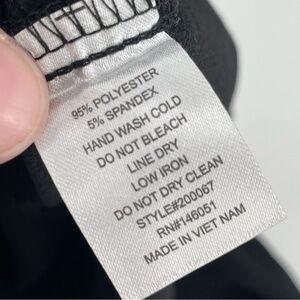 95% POLYESTER
5% SPANDEX
HAND WASH COLD
DO NOT BLEACH
LINE DRY
LOW IRON
DO NOT DRY CLEAN
STYLE#200067
RN#146051
MADE IN VIET NAM